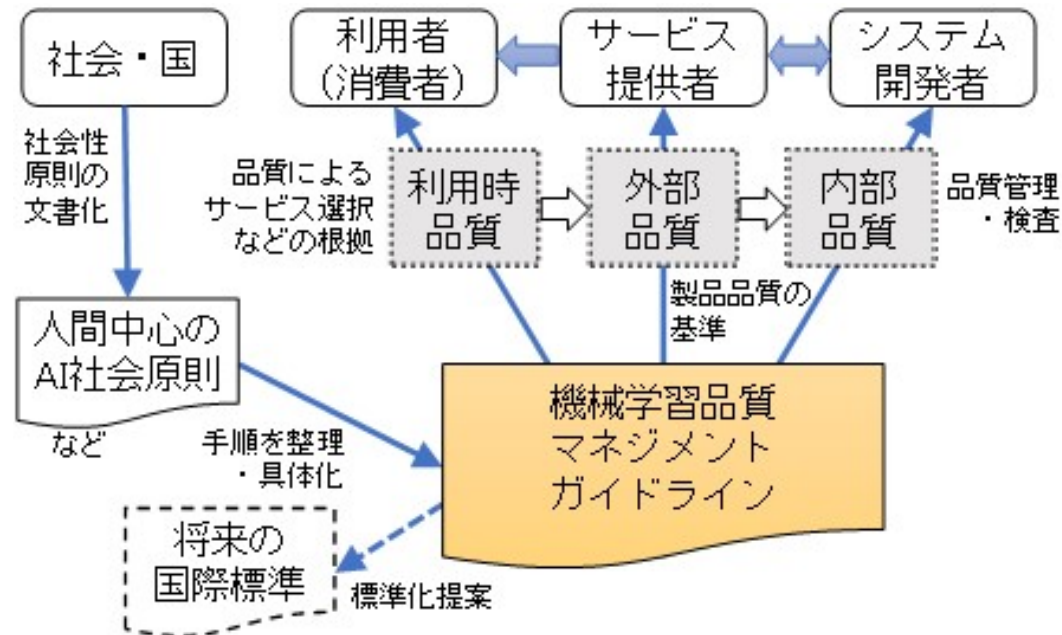 社会・国
利用者
(消費者)
サービス
提供者
システム
開発者
社会性
原則の
文書化
品質による
サービス選択
などの根拠
利用時
品質
外部
品質
内部
品質
品質管理
・検査
製品品質の
基準
人間中心の
AI社会原則
など
手順を整理
・具体化
機械学習品質
マネジメント
ガイドライン
将来の
国際標準
標準化提案